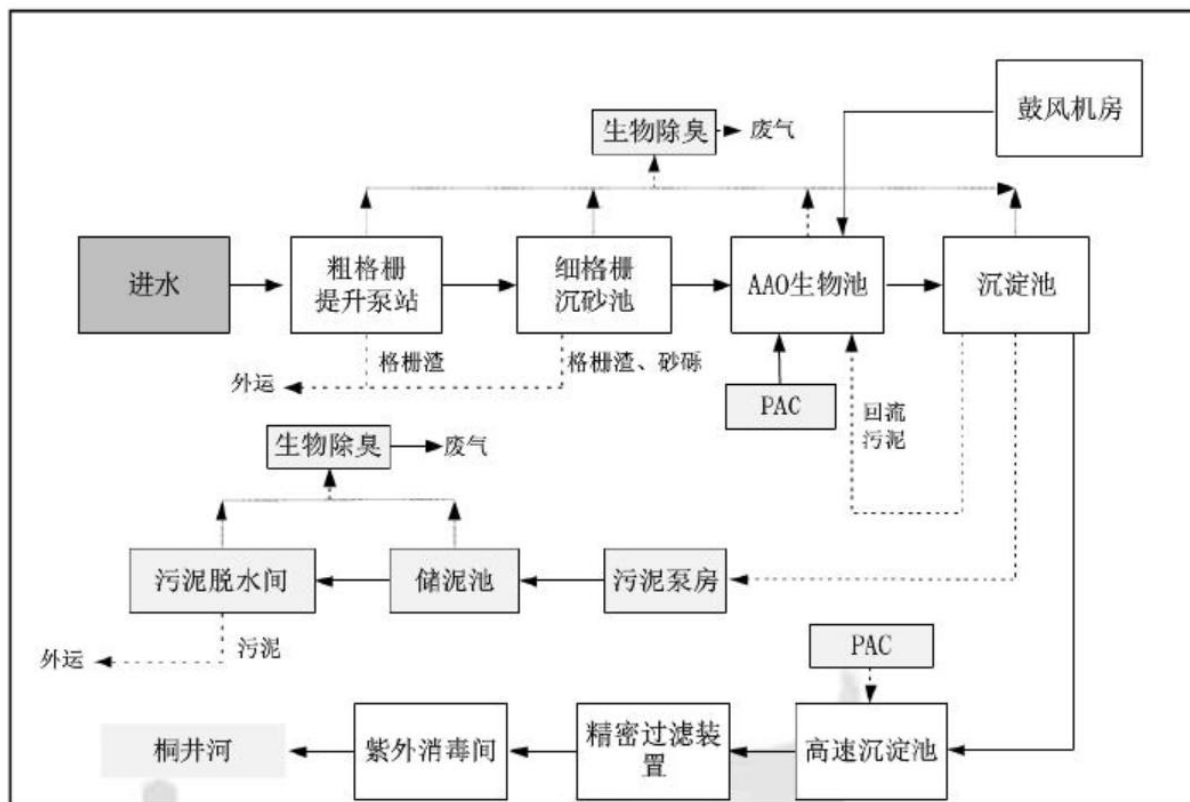 鼓风机房
生物除臭
废气
进水
粗格栅
提升泵站
细格栅
沉砂池
AAO生物池
沉淀池
格栅渣
格栅渣、砂砾
外运
PAC
回流
污泥
生物除臭
废气
污泥脱水间
储泥池
污泥泵房
污泥
外运
PAC
桐井河
紫外消毒间
精密过滤装
置
高速沉淀池